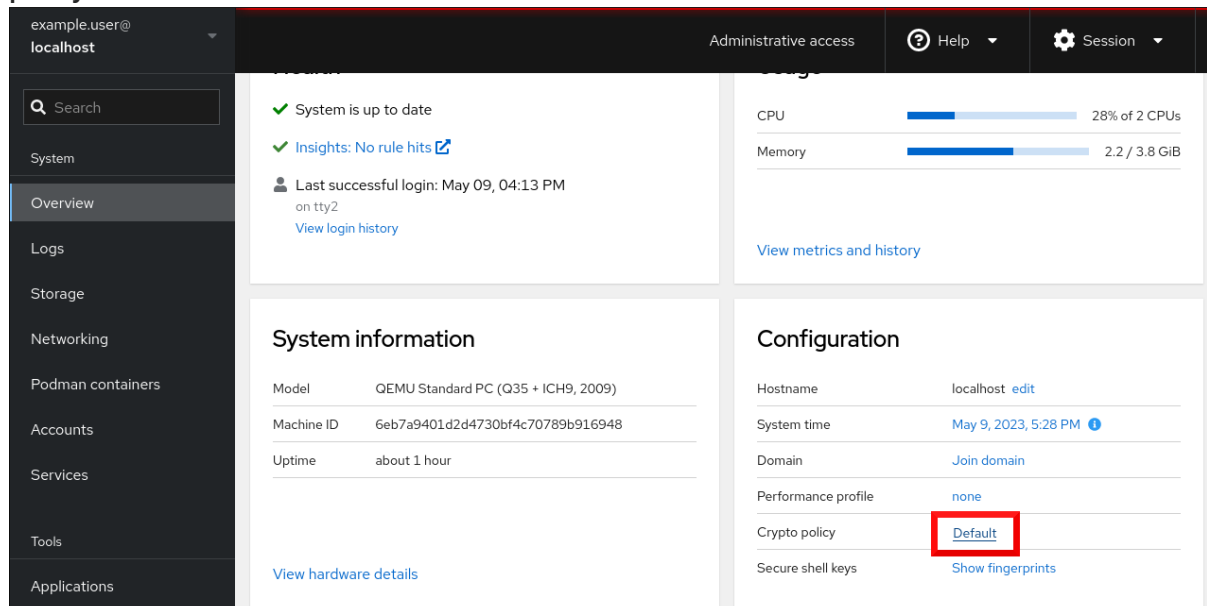 example.user@
localhost
Administrative access
Help
Session
Search
System
Overview
Logs
Storage
Networking
Podman containers
Accounts
Services
Tools
Applications
System is up to date
Insights: No rule hits
Last successful login: May 09, 04:13 PM
on tty2
View login history
CPU 28% of 2 CPUs
Memory 2.2 / 3.8 GiB
View metrics and history
System information
Model QEMU Standard PC (Q35 + ICH9, 2009)
Machine ID 6eb7a9401d2d4730bf4c70789b916948
Uptime about 1 hour
View hardware details
Configuration
Hostname localhost edit
System time May 9, 2023, 5:28 PM
Domain Join domain
Performance profile none
Crypto policy Default
Secure shell keys Show fingerprints